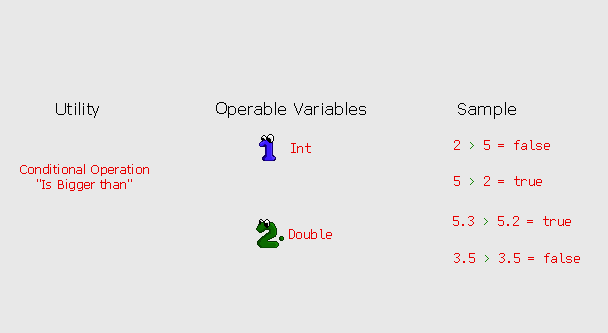 Utility
Operable Variables
Sample
Conditional Operation
"Is Bigger than"
1 Int
2. Double
2 > 5 = false
5 > 2 = true
5.3 > 5.2 = true
3.5 > 3.5 = false